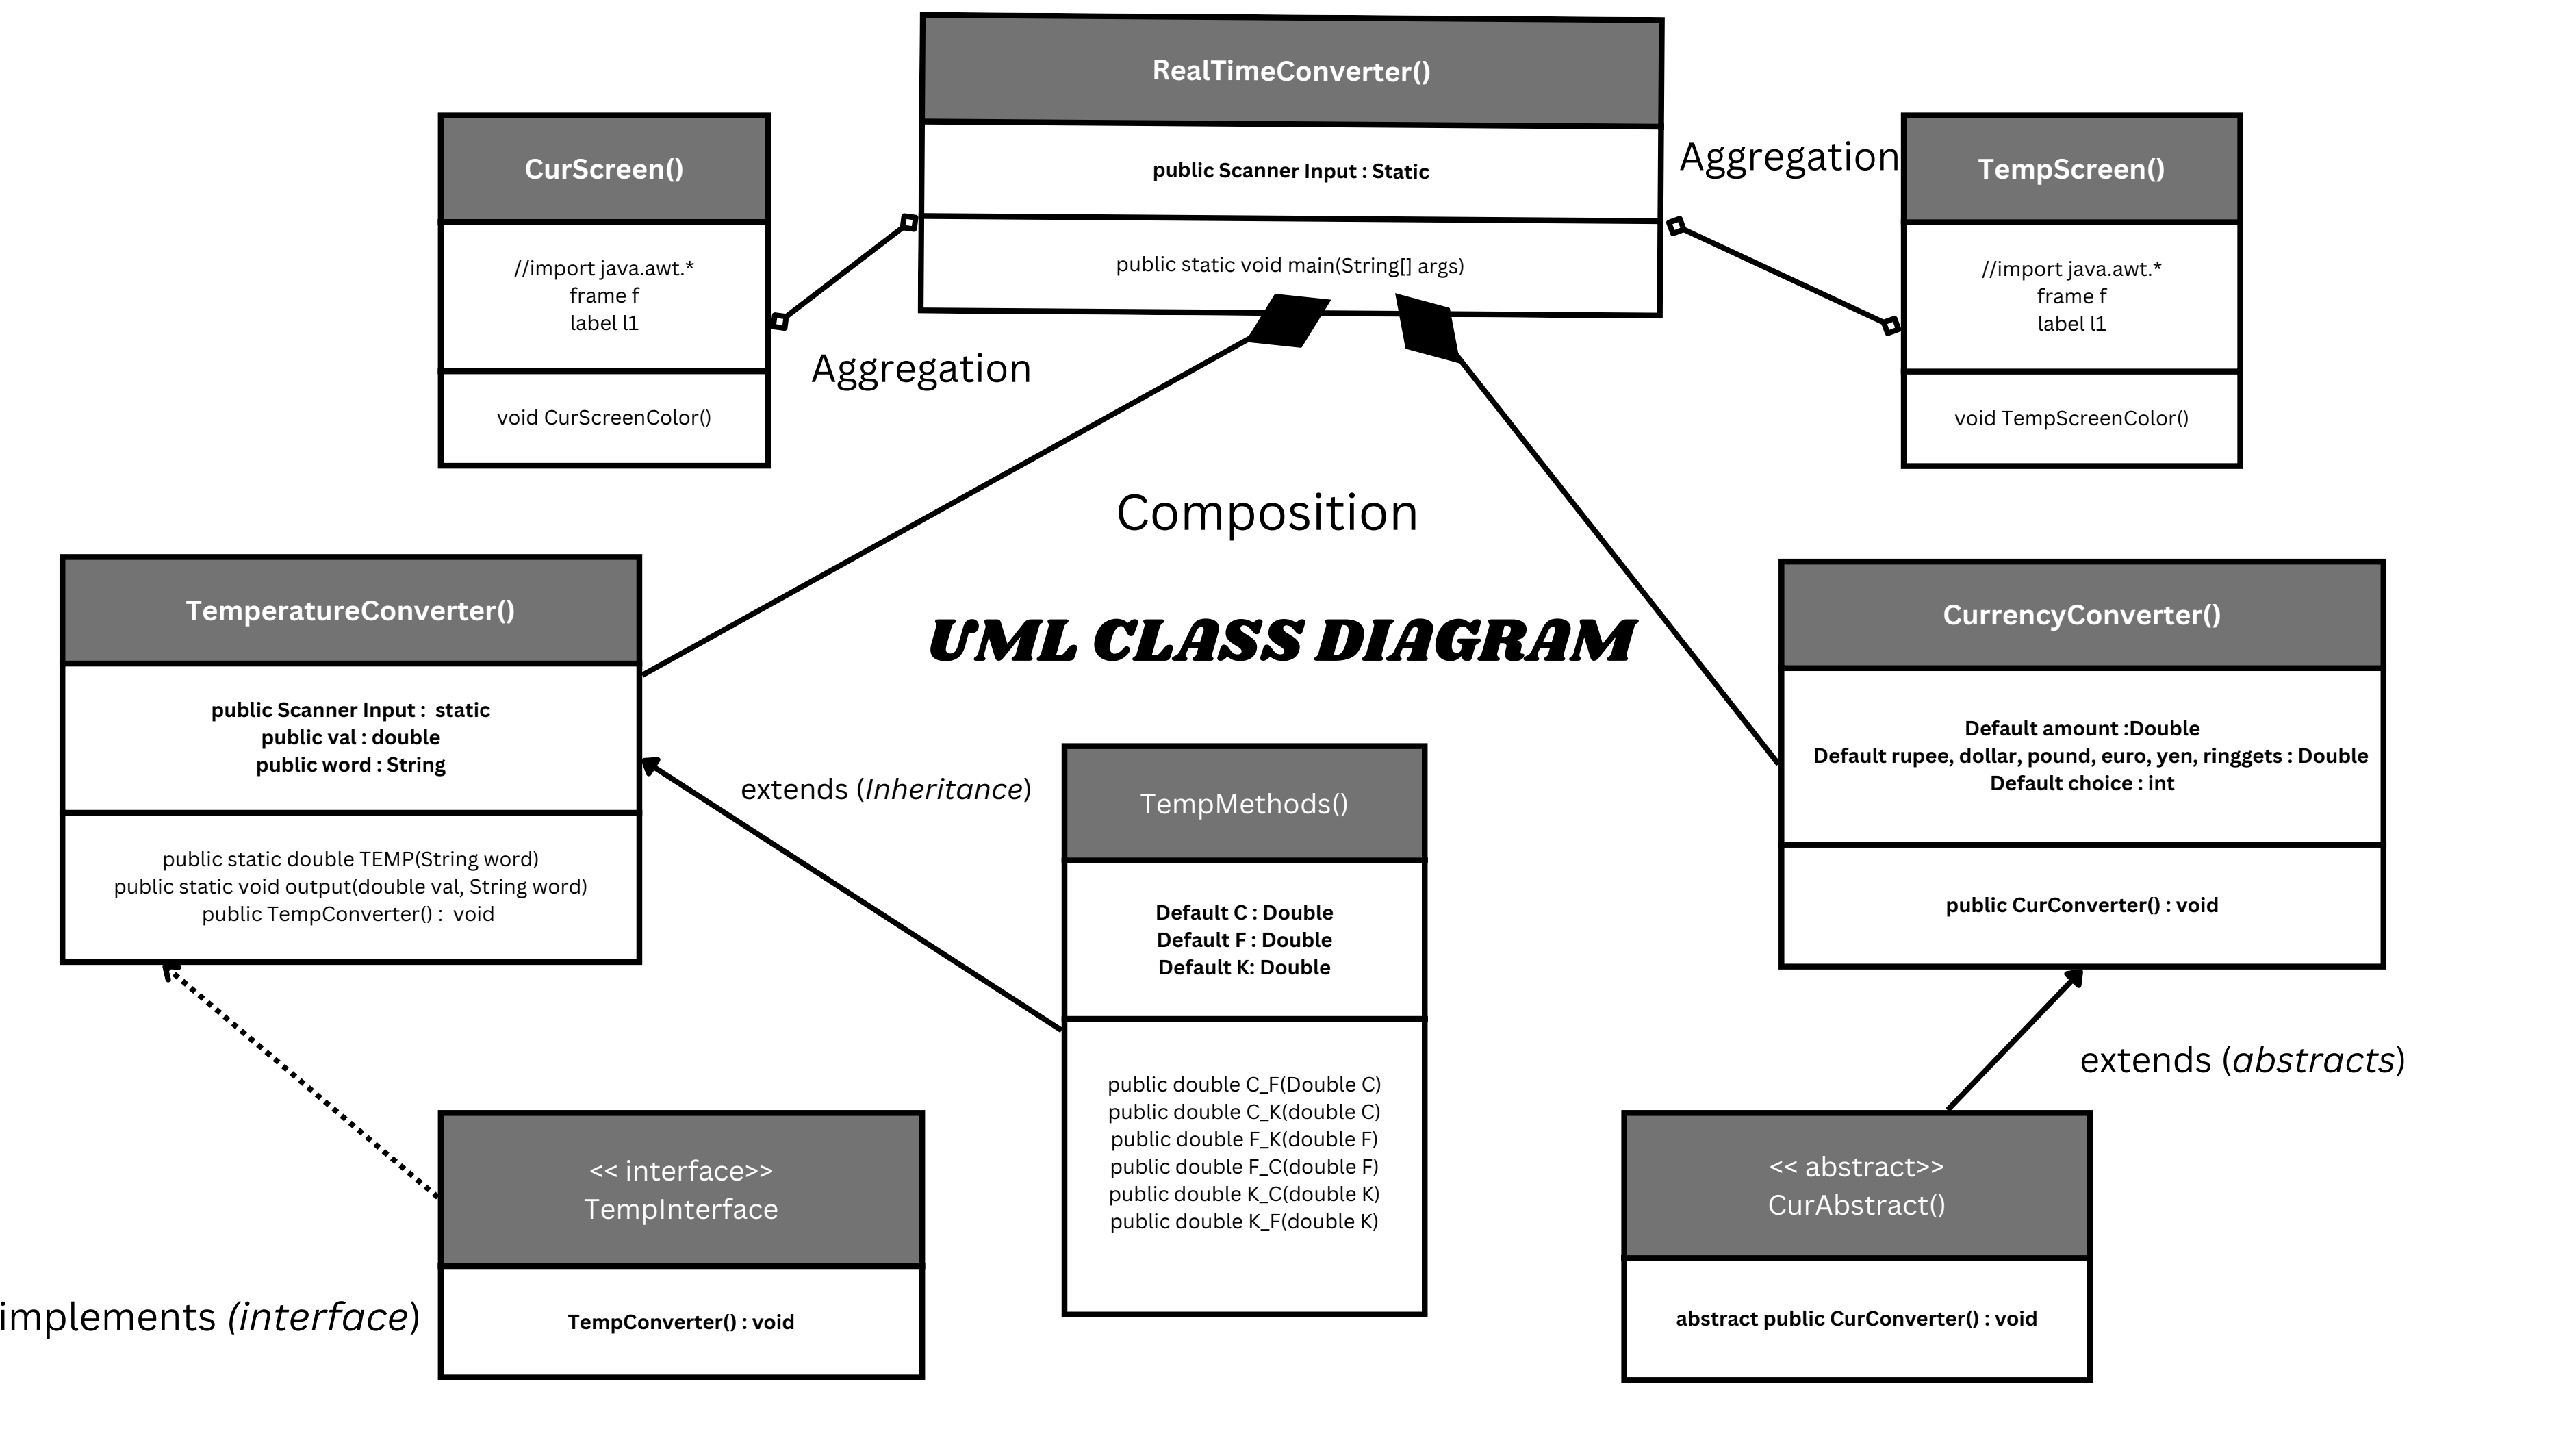 RealTimeConverter()
public Scanner Input : Static
public static void main(String[] args)
CurScreen()
//import java.awt.*
frame f
label l1
void CurScreenColor()
Aggregation
Aggregation
TempScreen()
//import java.awt.*
frame f
label l1
void TempScreenColor()
Composition
UML CLASS DIAGRAM
TemperatureConverter()
public Scanner Input :  static
public val : double
public word : String
public static double TEMP(String word)
public static void output(double val, String word)
public TempConverter() :  void
extends (Inheritance)
TempMethods()
Default C : Double
Default F : Double
Default K: Double
public double C_F(Double C)
public double C_K(double C)
public double F_K(double F)
public double F_C(double F)
public double K_C(double K)
public double K_F(double K)
CurrencyConverter()
Default amount :Double
Default rupee, dollar, pound, euro, yen, ringgets : Double
Default choice : int
public CurConverter() : void
extends (abstracts)
<< interface>>
TempInterface
TempConverter() : void
implements (interface)
<< abstract>>
CurAbstract()
abstract public CurConverter() : void